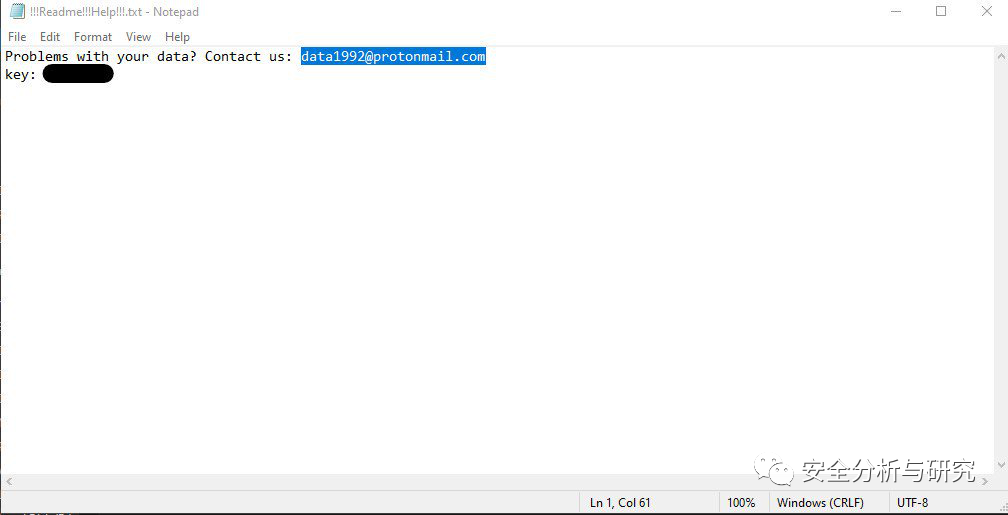 !!!Readme!!!Help!!!.txt - Notepad
File Edit Format View Help
Problems with your data? Contact us: data1992@protonmail.com
key:
安全分析与研究
Ln 1, Col 61 100% Windows (CRLF) UTF-8